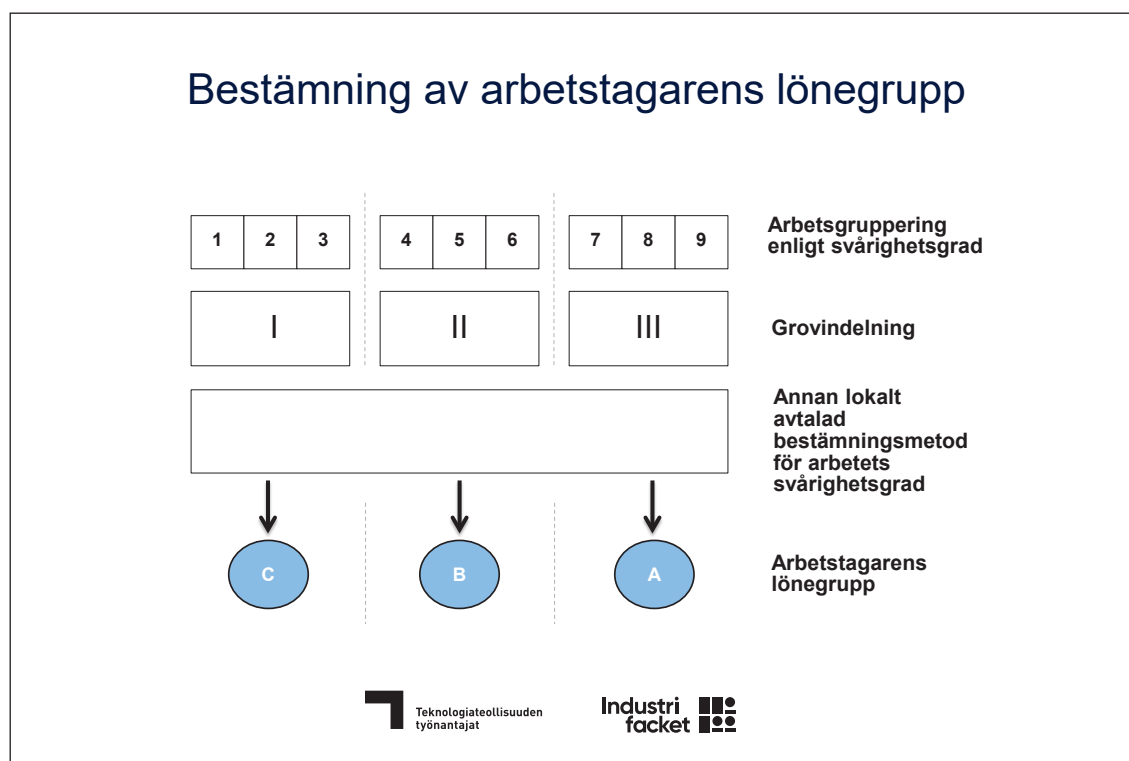 Bestämning av arbetstagarens lönegrupp
1 2 3 4 5 6 7 8 9
Arbetsgruppering
enligt svårighetsgrad
I II III
Grovindelning
Annan lokalt
avtalad
bestämningsmetod
för arbetets
svårighetsgrad
C B A
Arbetstagarens
lönegrupp
Teknologiateollisuuden
työnantajat
Industri
facket